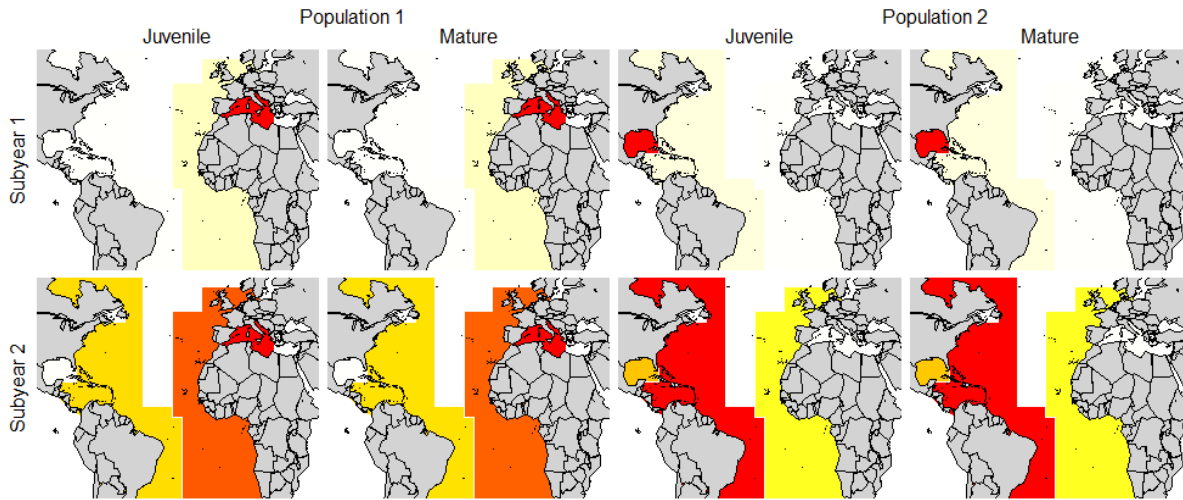 Population 1
Population 2
Juvenile
Mature
Juvenile
Mature
Subyear 1
Subyear 2